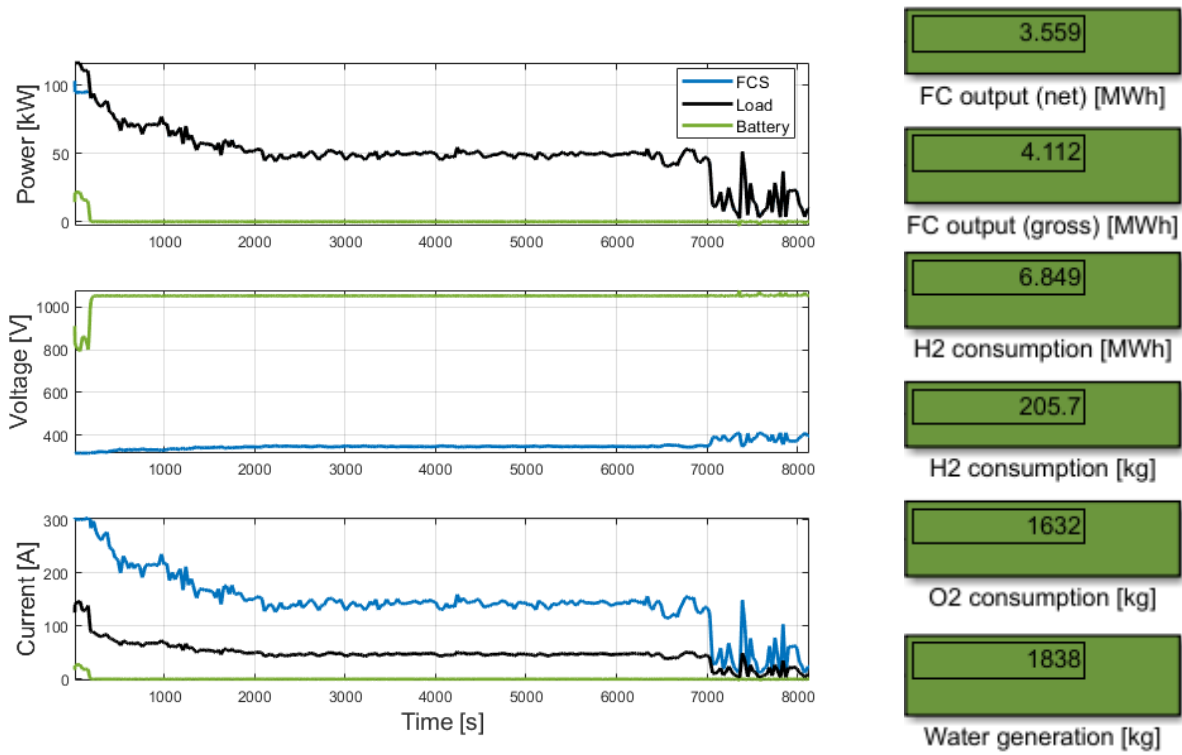 Power [kW]
100
50
0
FCS
Load
Battery
1000 2000 3000 4000 5000 6000 7000 8000
Voltage [V]
1000
800
600
400
1000 2000 3000 4000 5000 6000 7000 8000
Current [A]
300
200
100
0
1000 2000 3000 4000 5000 6000 7000 8000
Time [s]
3.559
FC output (net) [MWh]
4.112
FC output (gross) [MWh]
6.849
H2 consumption [MWh]
205.7
H2 consumption [kg]
1632
O2 consumption [kg]
1838
Water generation [kg]